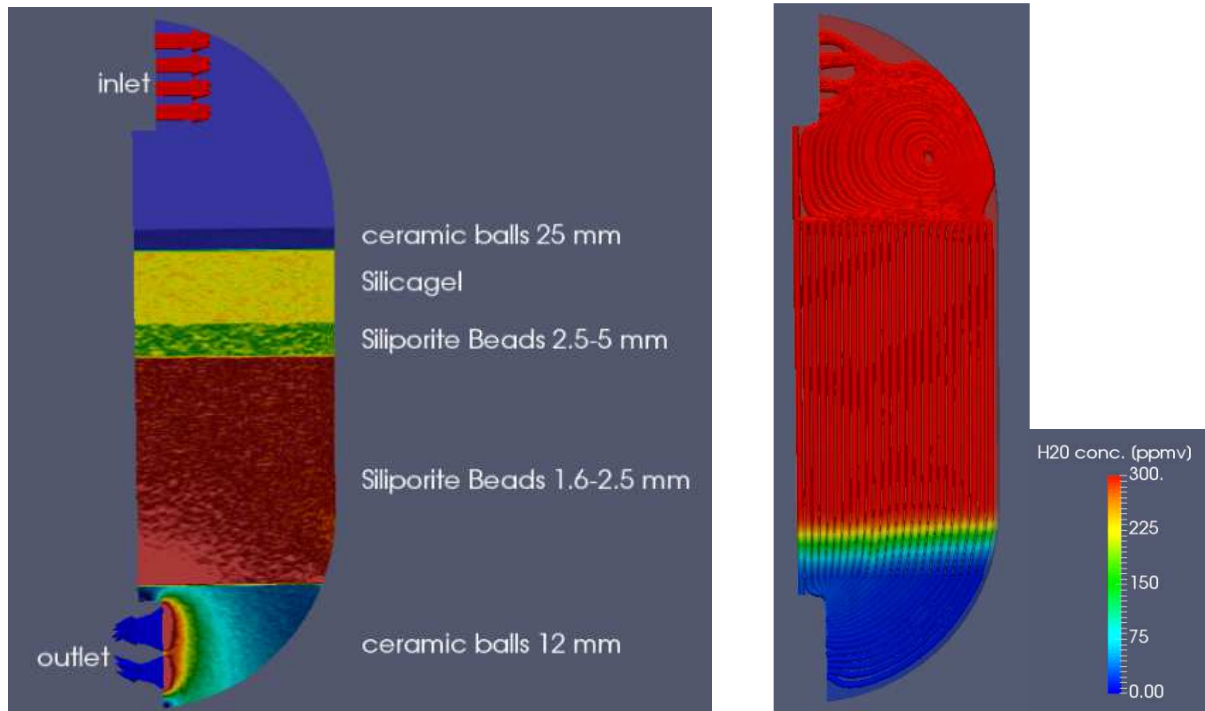 inlet
ceramic balls 25 mm
Silicagel
Siliporite Beads 2.5-5 mm
Siliporite Beads 1.6-2.5 mm
ceramic balls 12 mm
outlet
H20 conc. (ppmv)
300.
225
150
75
0.00